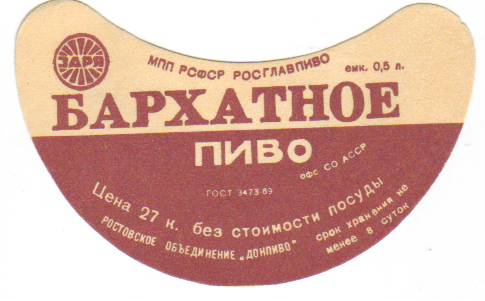 ЗАРЯ
МПП РСФСР РОСГЛАВПИВО
емк. 0,5 л.
БАРХАТНОЕ
ПИВО
офс СО АССР
ГОСТ 3473-69
Цена 27 к. без стоимости посуды
РОСТОВСКОЕ ОБЪЕДИНЕНИЕ „ДОНПИВО"
срок хранения не
менее 8 суток